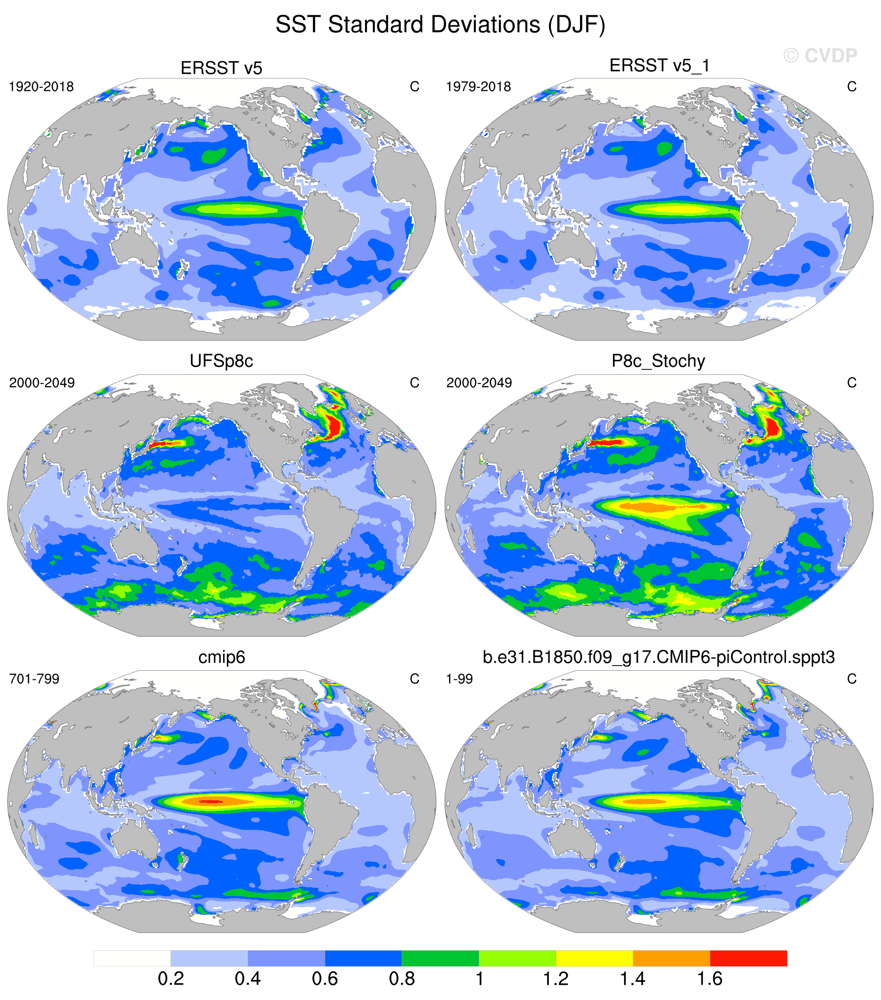 SST Standard Deviations (DJF)
© CVDP
ERSST v5
1920-2018
C
ERSST v5_1
1979-2018
C
UFSp8c
2000-2049
C
P8c_Stochy
2000-2049
C
cmip6
701-799
C
b.e31.B1850.f09_g17.CMIP6-piControl.sppt3
1-99
C
0.2 0.4 0.6 0.8 1 1.2 1.4 1.6